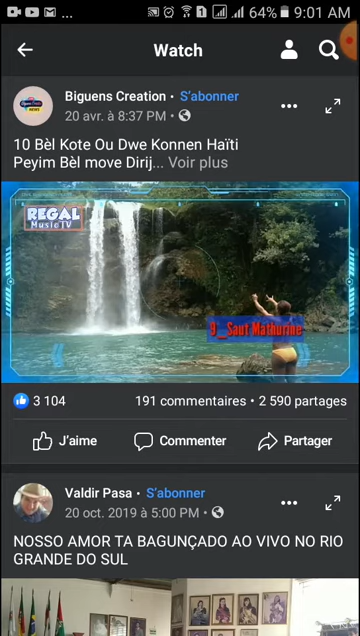 ... 64% 9:01 AM
Watch
Biguens Creation • S'abonner
20 avr. à 8:37 PM •
10 Bèl Kote Ou Dwe Konnen Haïti
Peyim Bèl move Dirij... Voir plus
REGAL
MusicTV
9_Saut Mathurine
3 104 191 commentaires • 2 590 partages
J'aime Commenter Partager
Valdir Pasa • S'abonner
20 oct. 2019 à 5:00 PM •
NOSSO AMOR TA BAGUNÇADO AO VIVO NO RIO
GRANDE DO SUL